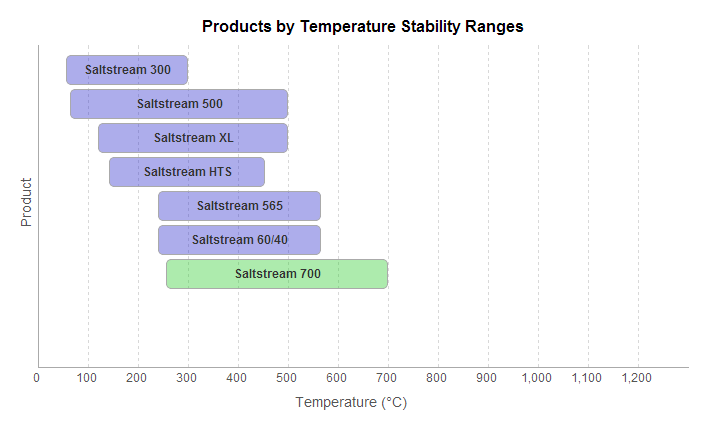 Products by Temperature Stability Ranges
Saltstream 300
Saltstream 500
Saltstream XL
Saltstream HTS
Saltstream 565
Saltstream 60/40
Saltstream 700
Product
0 100 200 300 400 500 600 700 800 900 1,000 1,100 1,200
Temperature (°C)